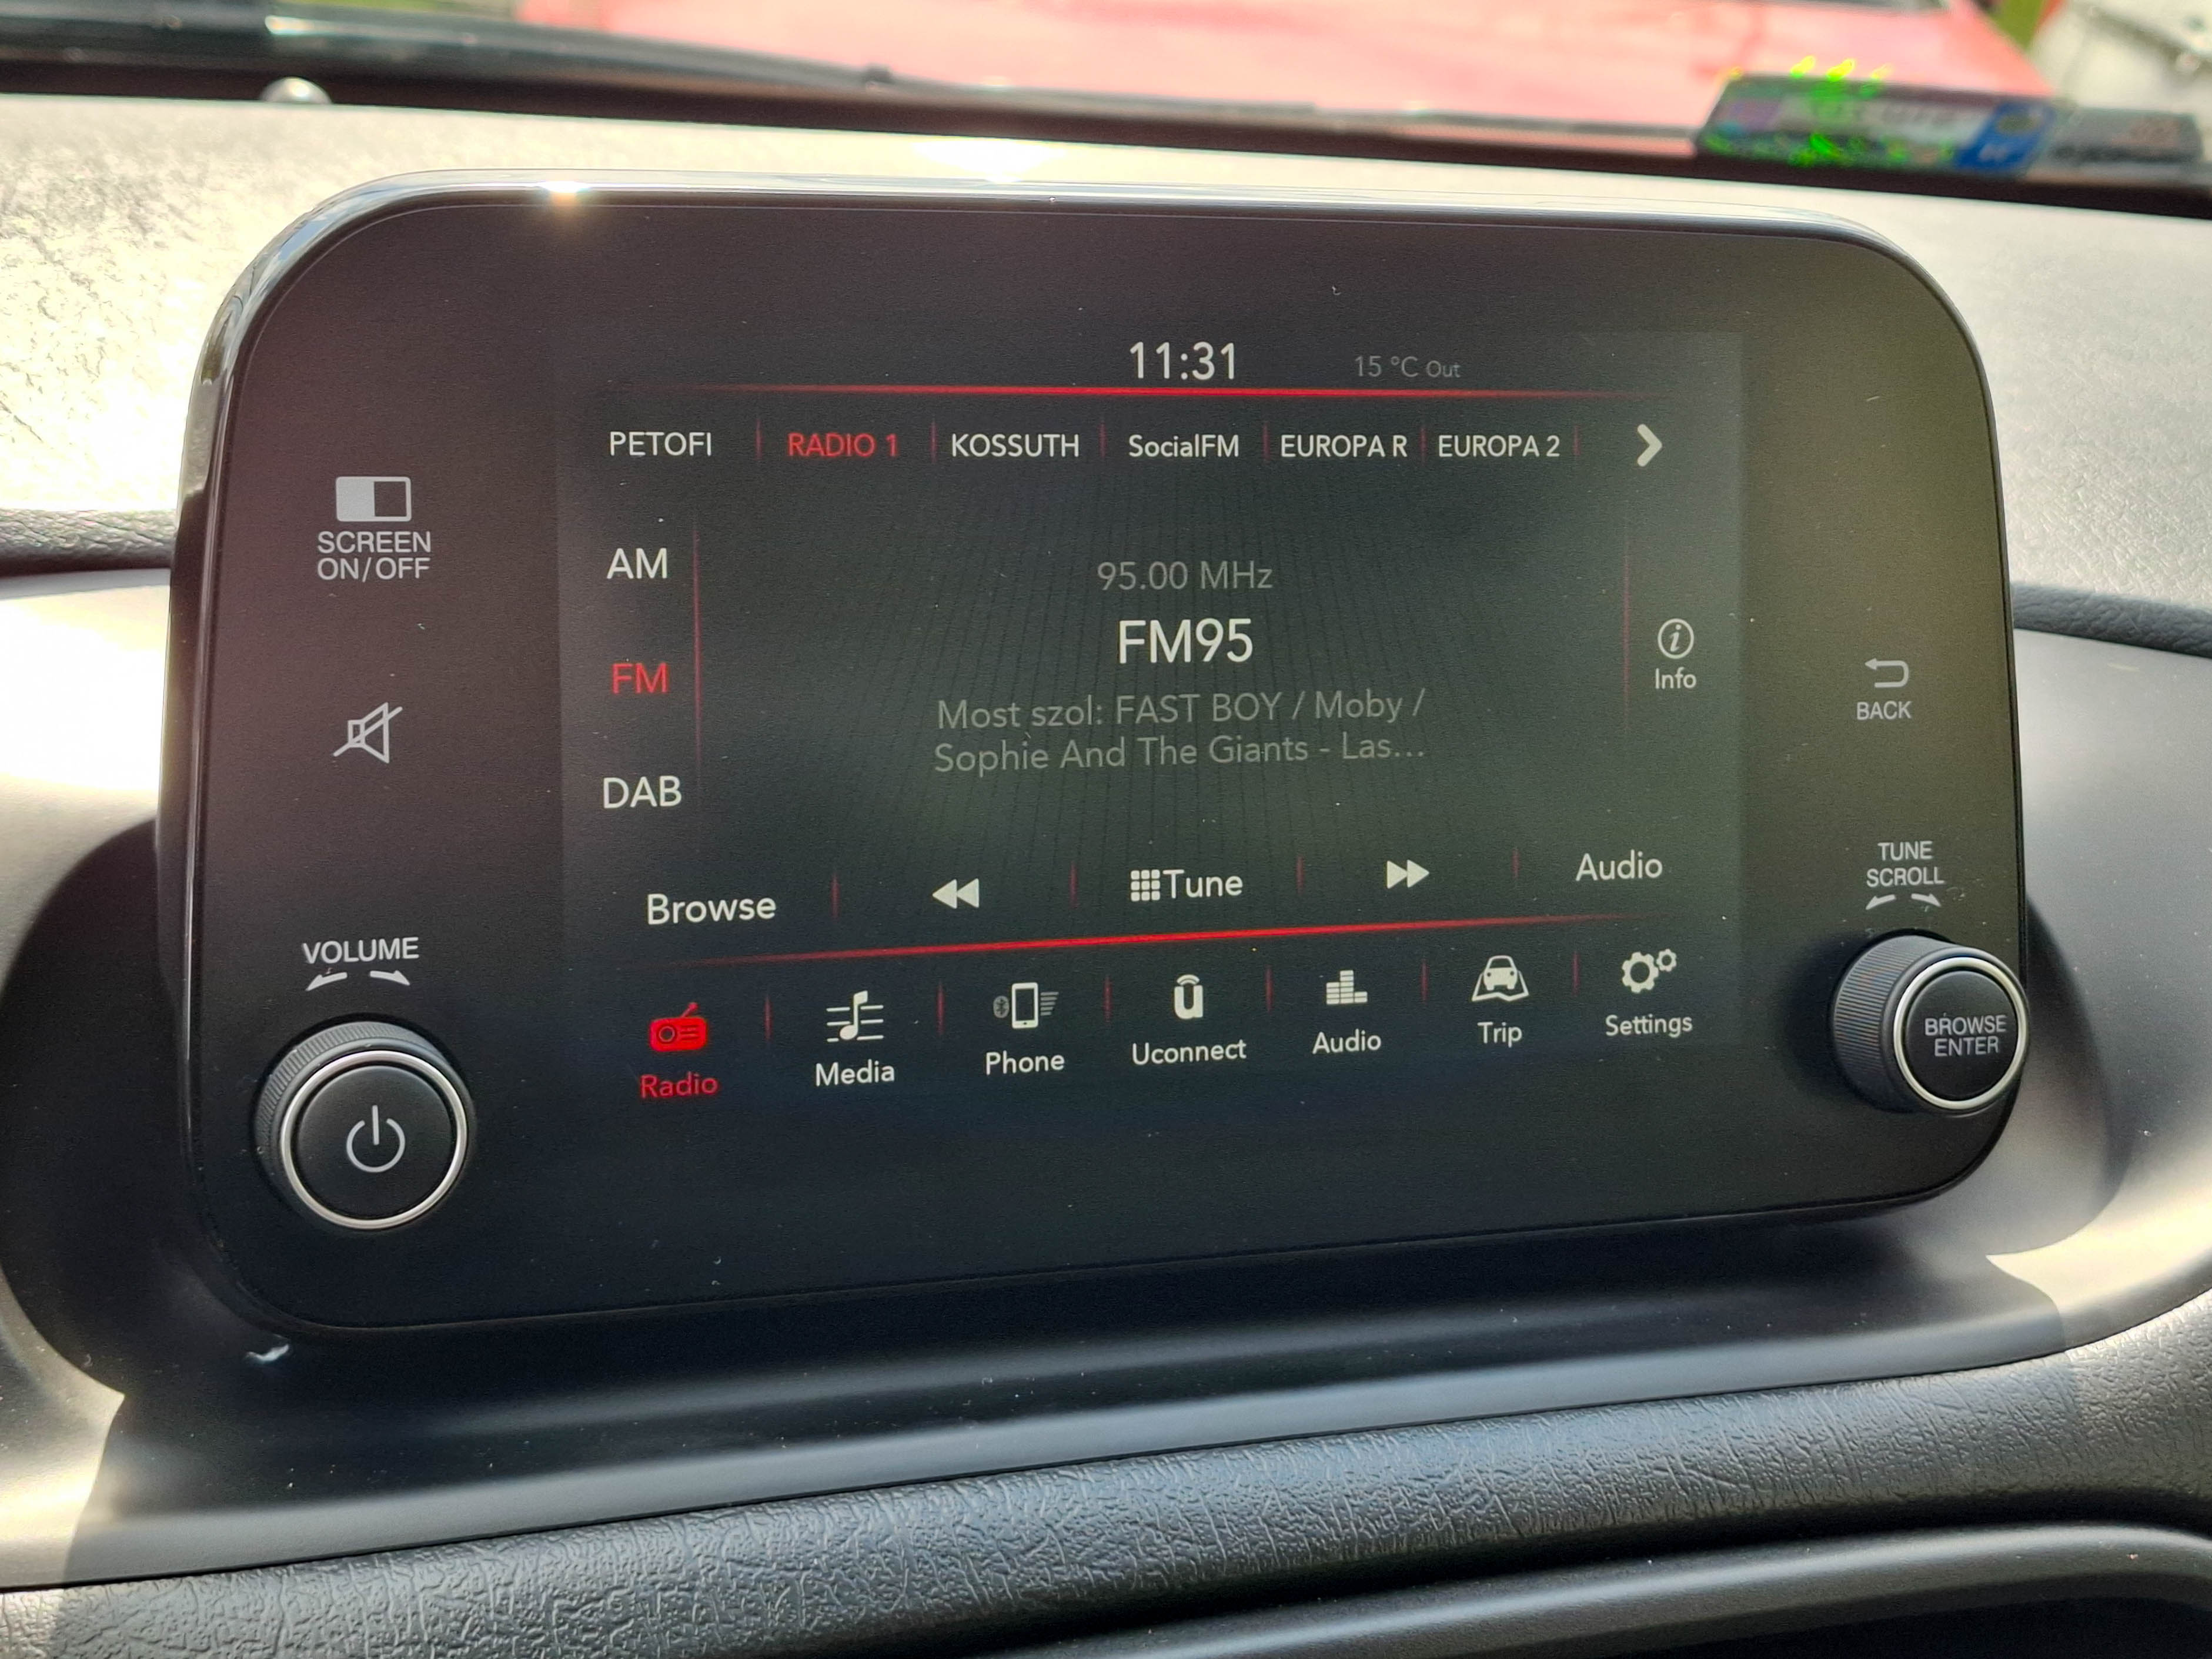 11:31 15 °C Out
PETOFI RADIO 1 KOSSUTH SocialFM EUROPA R EUROPA 2
SCREEN
ON/OFF
AM
FM
DAB
95.00 MHz
FM95
Most szol: FAST BOY / Moby /
Sophie And The Giants - Las...
Info
BACK
Browse Tune Audio
TUNE
SCROLL
VOLUME
Radio Media Phone Uconnect Audio Trip Settings
BROWSE
ENTER